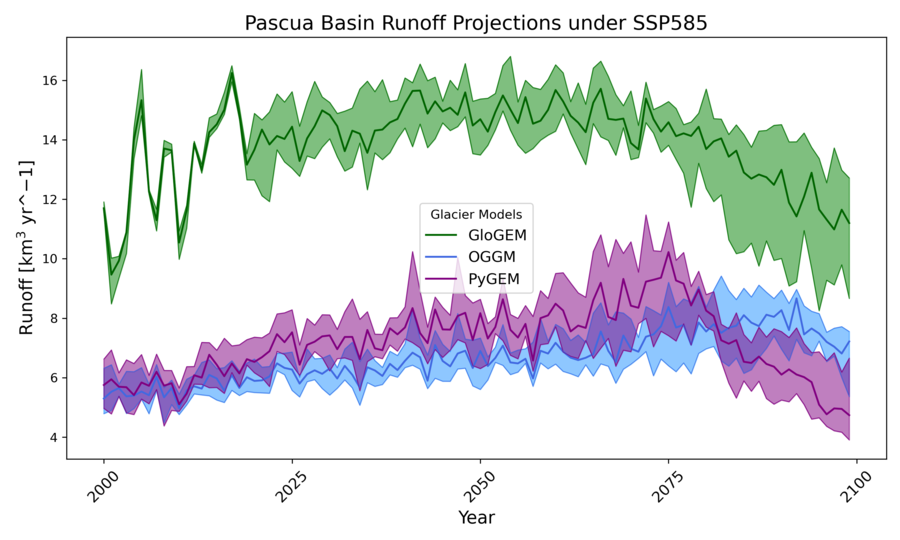 Pascua Basin Runoff Projections under SSP585
Runoff [km³ yr^−1]
16
14
12
10
8
6
4
Glacier Models
GloGEM
OGGM
PyGEM
2000
2025
2050
2075
2100
Year